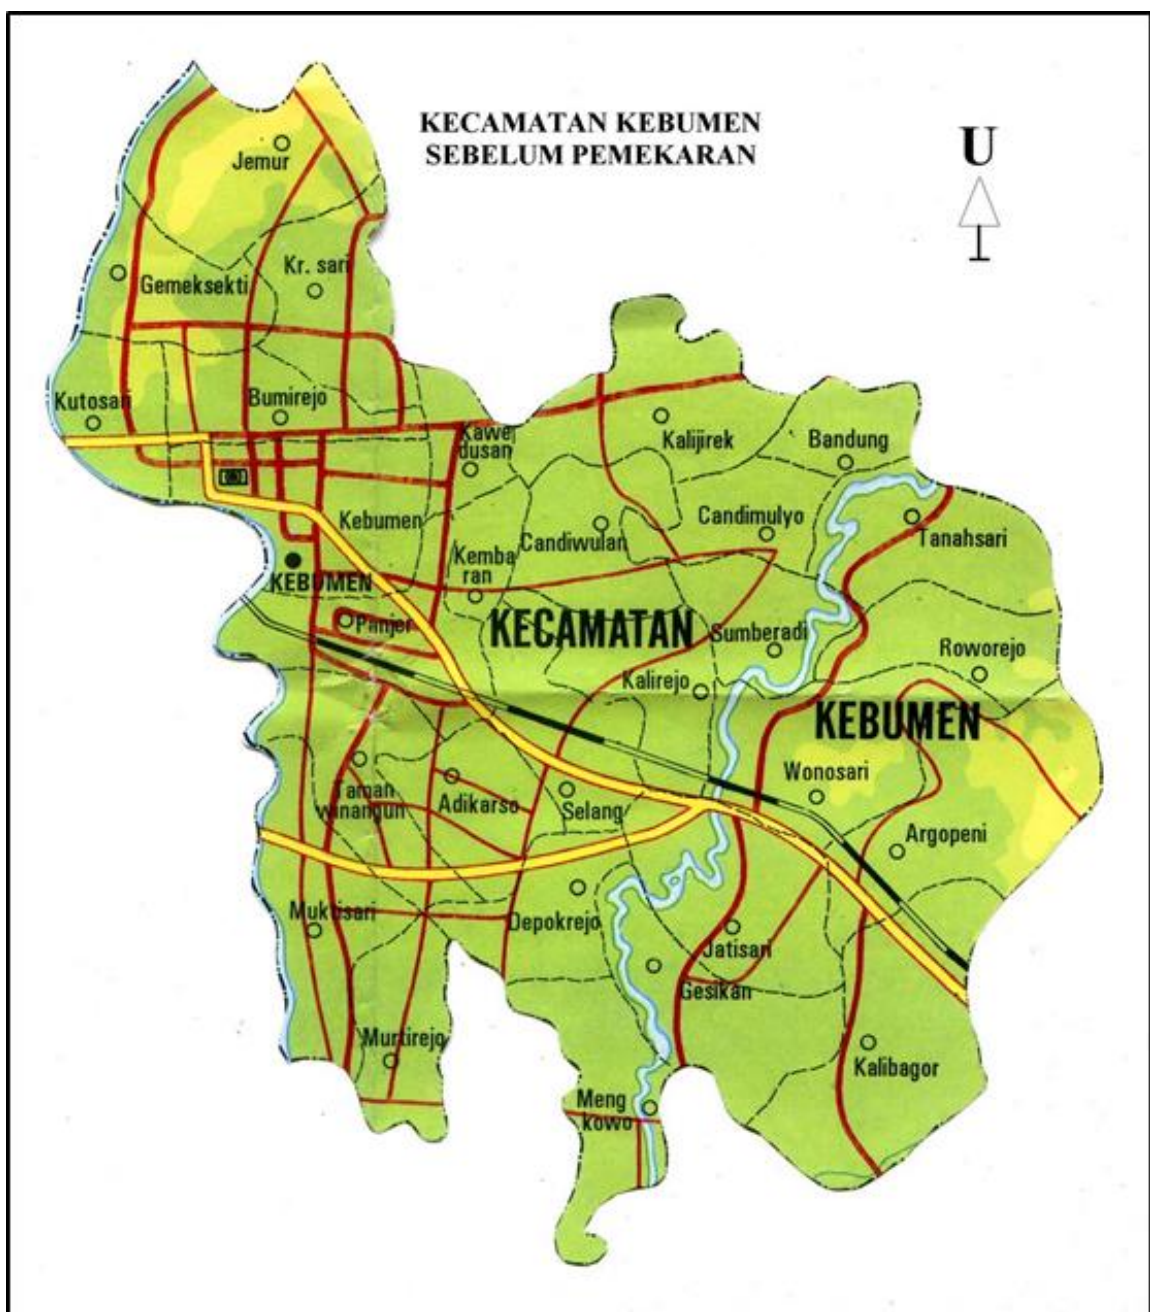 KECAMATAN KEBUMEN
SEBELUM PEMEKARAN
U
Jemur
Kr. sari
Gemeksekti
Kutosari
Bumirejo
Kawe
dusan
Kalijirek
Bandung
Kebumen
Candiwulan
Candimulyo
Tanahsari
Kemba
ran
KEBUMEN
Panjer
KECAMATAN
Sumberadi
Roworejo
Kalirejo
KEBUMEN
Wonosari
Taman
winangun
Adikarso
Selang
Argopeni
Muktisari
Depokrejo
Jatisari
Gesikan
Murtirejo
Kalibagor
Meng
kowo